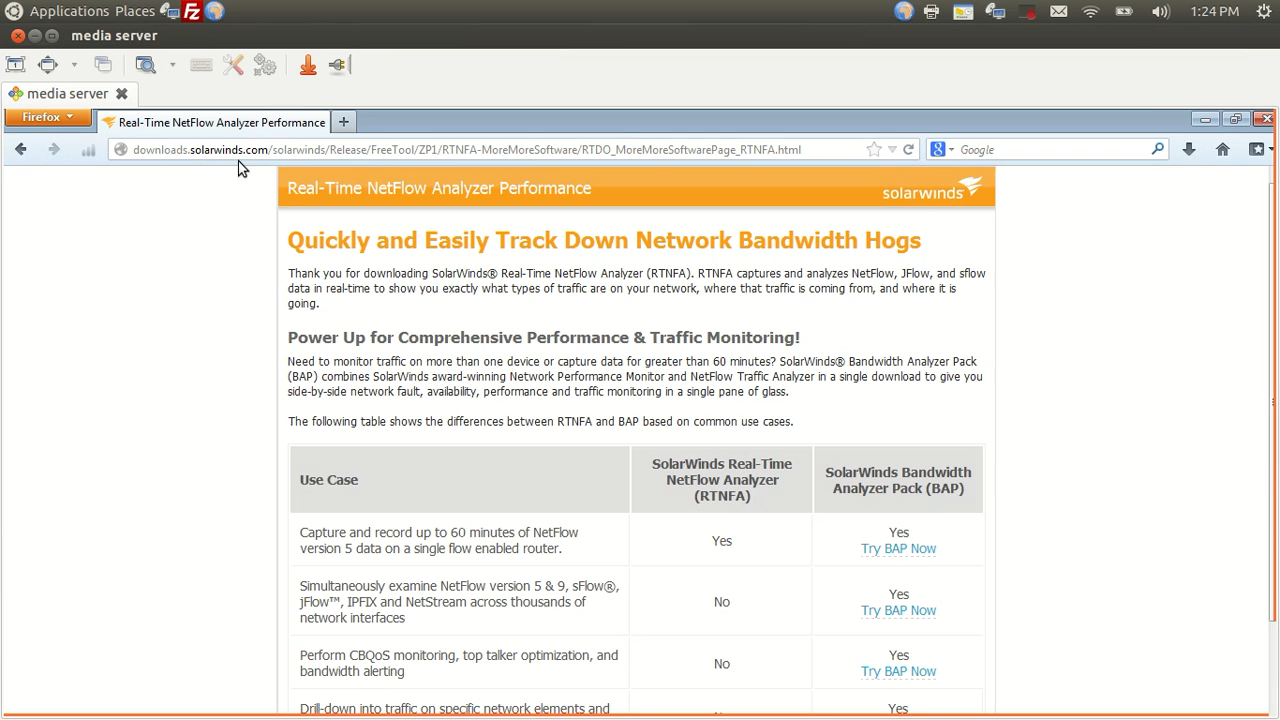 Applications Places
1:24 PM
media server
media server
Firefox
Real-Time NetFlow Analyzer Performance
downloads.solarwinds.com/solarwinds/Release/FreeTool/ZP1/RTNFA-MoreMoreSoftware/RTDO_MoreMoreSoftwarePage_RTNFA.html
Google
Real-Time NetFlow Analyzer Performance
solarwinds
Quickly and Easily Track Down Network Bandwidth Hogs
Thank you for downloading SolarWinds® Real-Time NetFlow Analyzer (RTNFA). RTNFA captures and analyzes NetFlow, JFlow, and sflow
data in real-time to show you exactly what types of traffic are on your network, where that traffic is coming from, and where it is
going.
Power Up for Comprehensive Performance & Traffic Monitoring!
Need to monitor traffic on more than one device or capture data for greater than 60 minutes? SolarWinds® Bandwidth Analyzer Pack
(BAP) combines SolarWinds award-winning Network Performance Monitor and NetFlow Traffic Analyzer in a single download to give you
side-by-side network fault, availability, performance and traffic monitoring in a single pane of glass.
The following table shows the differences between RTNFA and BAP based on common use cases.
Use Case
SolarWinds Real-Time
NetFlow Analyzer
(RTNFA)
SolarWinds Bandwidth
Analyzer Pack (BAP)
Capture and record up to 60 minutes of NetFlow
version 5 data on a single flow enabled router.
Yes
Yes
Try BAP Now
Simultaneously examine NetFlow version 5 & 9, sFlow®,
jFlow™, IPFIX and NetStream across thousands of
network interfaces
No
Yes
Try BAP Now
Perform CBQoS monitoring, top talker optimization, and
bandwidth alerting
No
Yes
Try BAP Now
Drill-down into traffic on specific network elements and
Yes